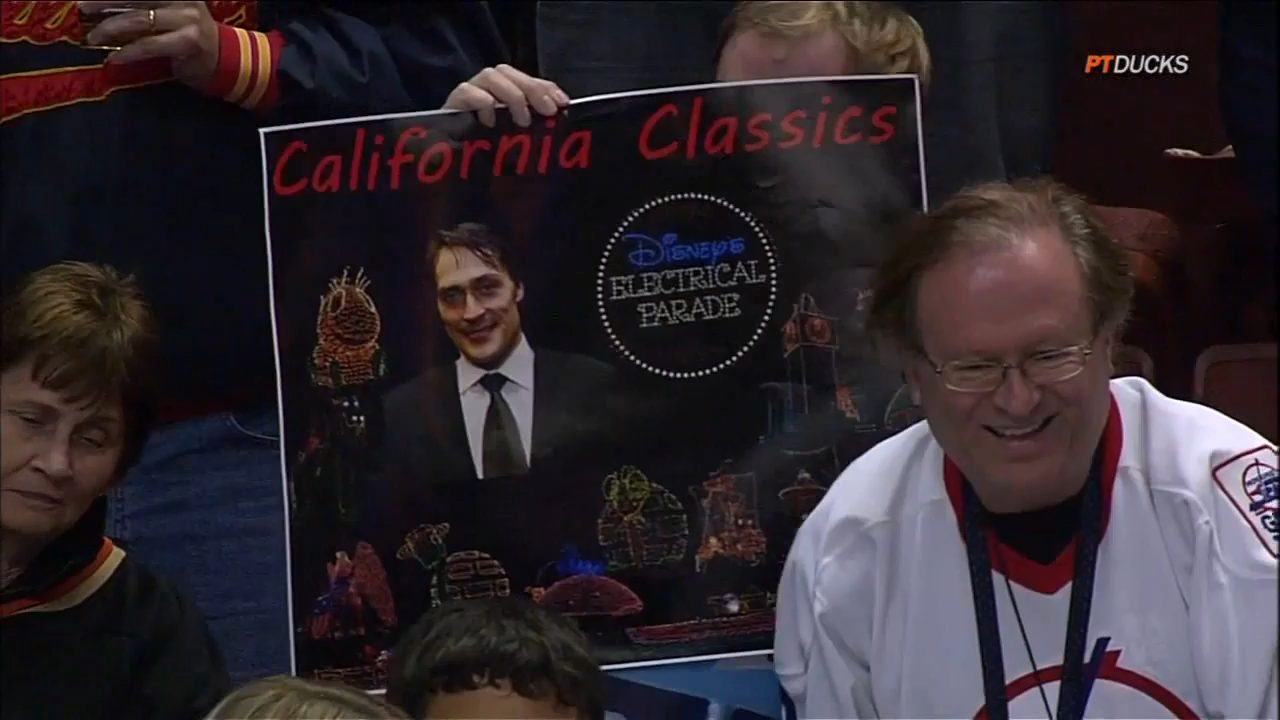 PTDUCKS
California Classics
DISNEY'S
ELECTRICAL
PARADE